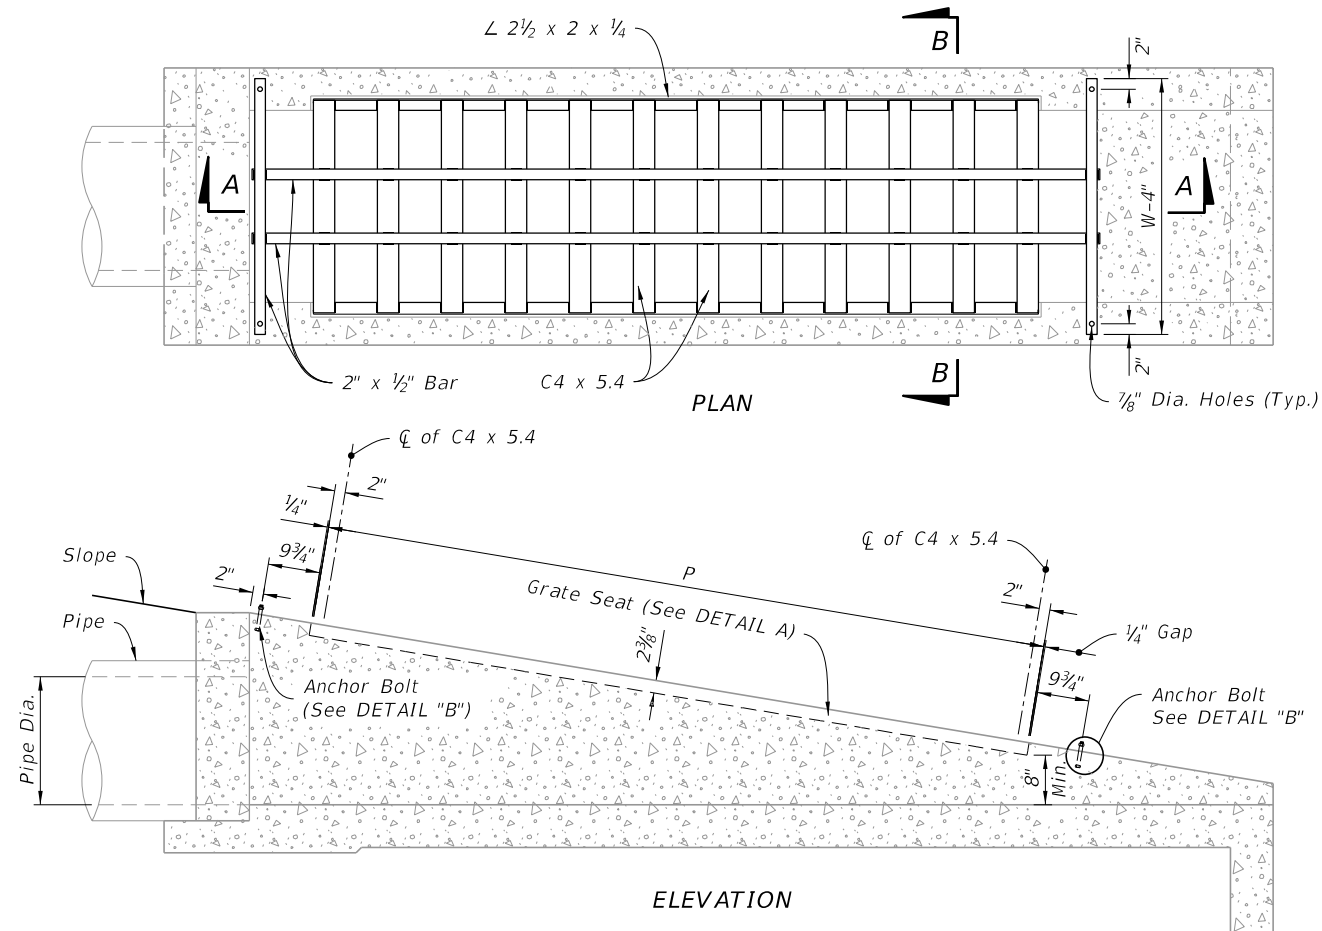 ∠ 2½ x 2 x ¼
B
2"
A
A
W-4"
B
2"
2" x ½" Bar
C4 x 5.4
PLAN
⅞" Dia. Holes (Typ.)
℄ of C4 x 5.4
2"
¼"
9¾"
2"
Slope
Pipe
P
Grate Seat (See DETAIL A)
2⅜"
℄ of C4 x 5.4
2"
¼" Gap
9¾"
Anchor Bolt
(See DETAIL "B")
Anchor Bolt
See DETAIL "B"
Pipe Dia.
8"
Min.
ELEVATION